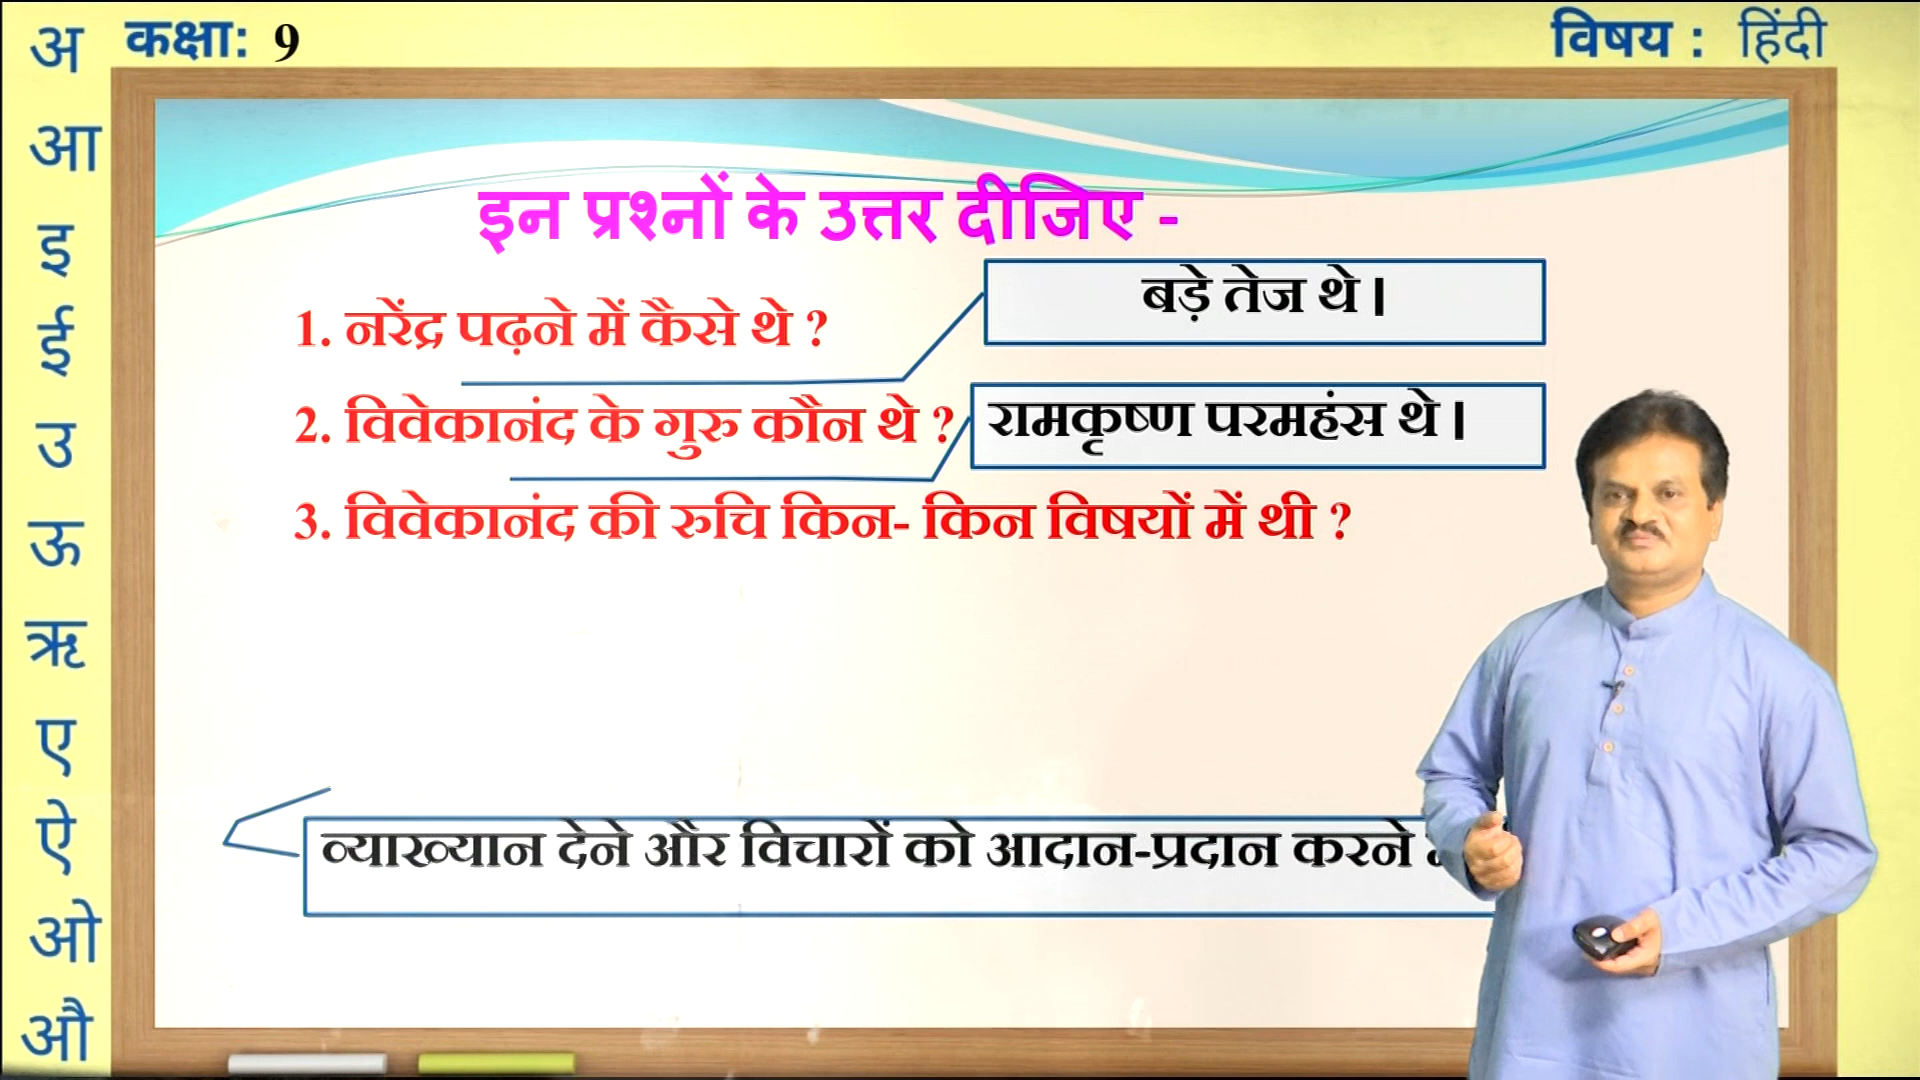 कक्षा: 9
विषय : हिंदी
अ
आ
इ
ई
उ
ऊ
ऋ
ए
ऐ
ओ
औ
इन प्रश्नों के उत्तर दीजिए -
1. नरेंद्र पढ़ने में कैसे थे ?
बड़े तेज थे।
2. विवेकानंद के गुरु कौन थे ?
रामकृष्ण परमहंस थे।
3. विवेकानंद की रुचि किन- किन विषयों में थी ?
व्याख्यान देने और विचारों को आदान-प्रदान करने